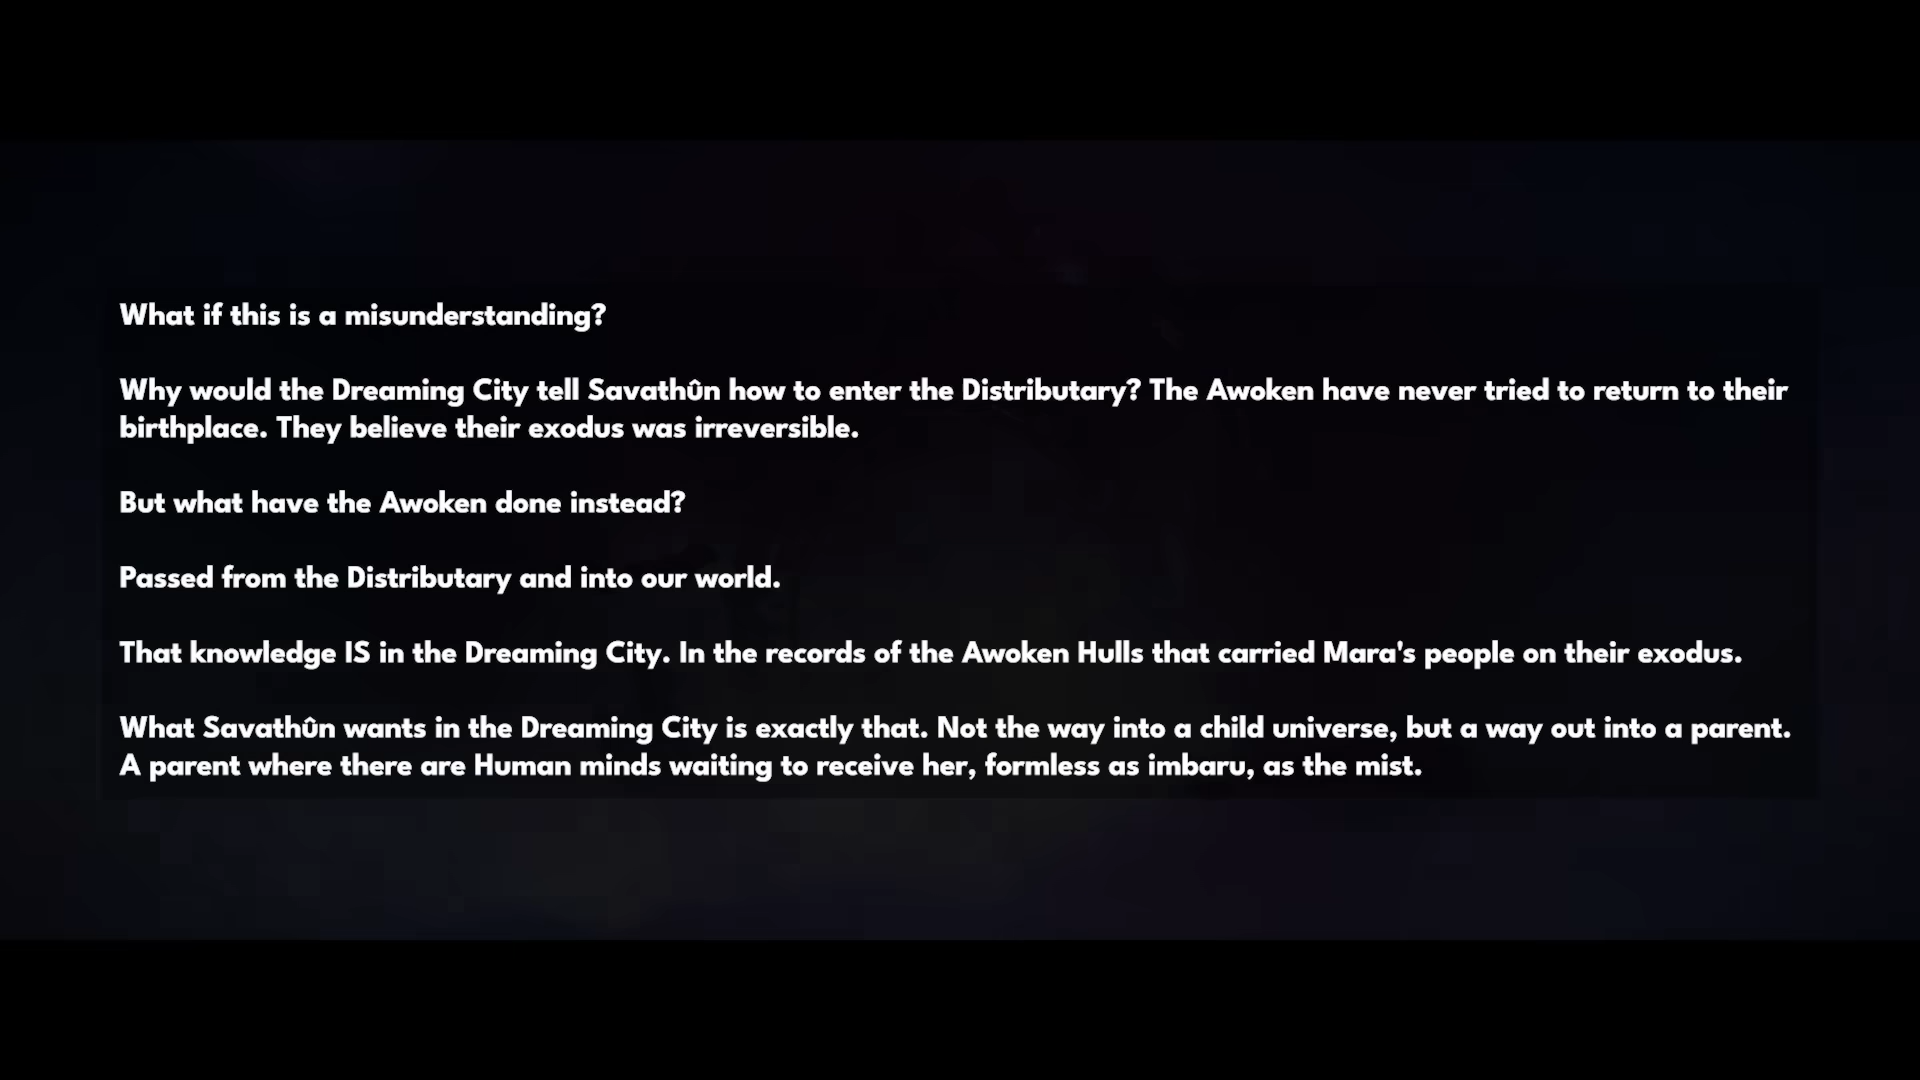 What if this is a misunderstanding?
Why would the Dreaming City tell Savathûn how to enter the Distributary? The Awoken have never tried to return to their
birthplace. They believe their exodus was irreversible.
But what have the Awoken done instead?
Passed from the Distributary and into our world.
That knowledge IS in the Dreaming City. In the records of the Awoken Hulls that carried Mara's people on their exodus.
What Savathûn wants in the Dreaming City is exactly that. Not the way into a child universe, but a way out into a parent.
A parent where there are Human minds waiting to receive her, formless as imbaru, as the mist.